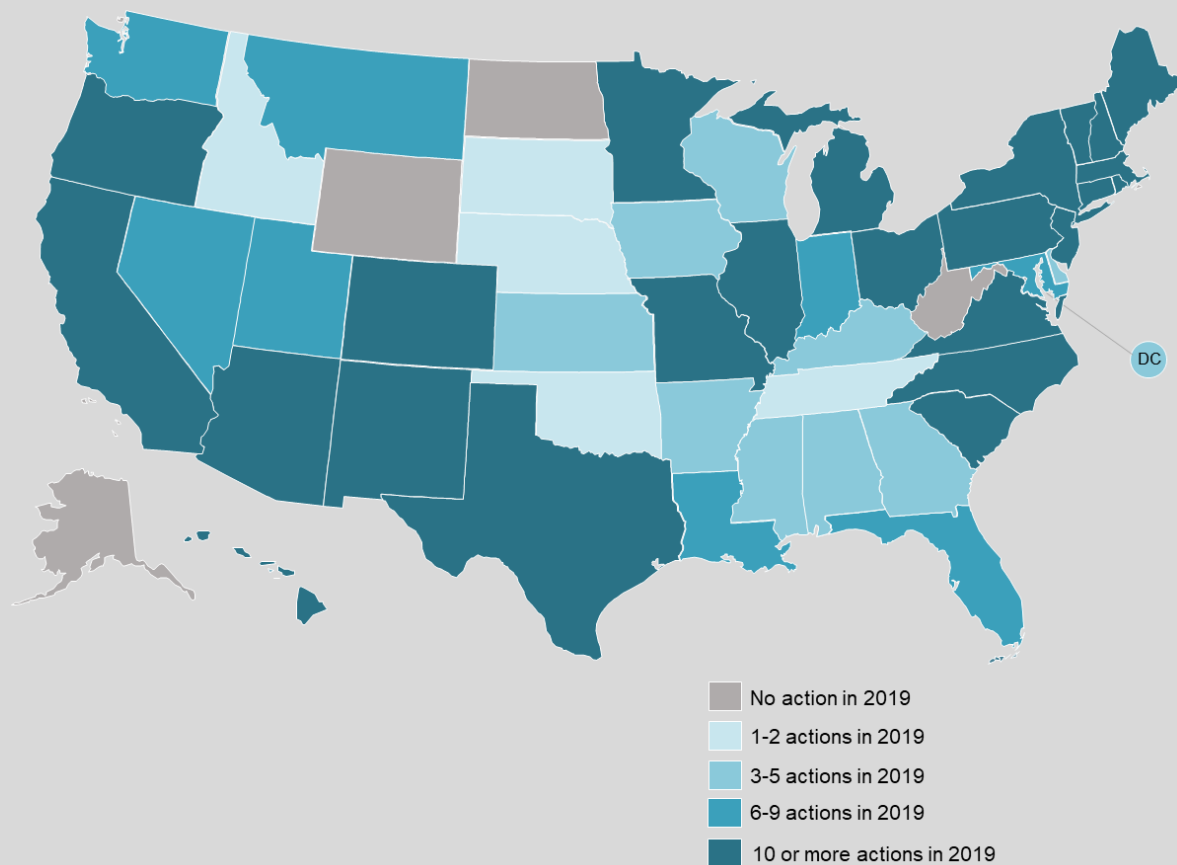 DC
No action in 2019
1-2 actions in 2019
3-5 actions in 2019
6-9 actions in 2019
10 or more actions in 2019